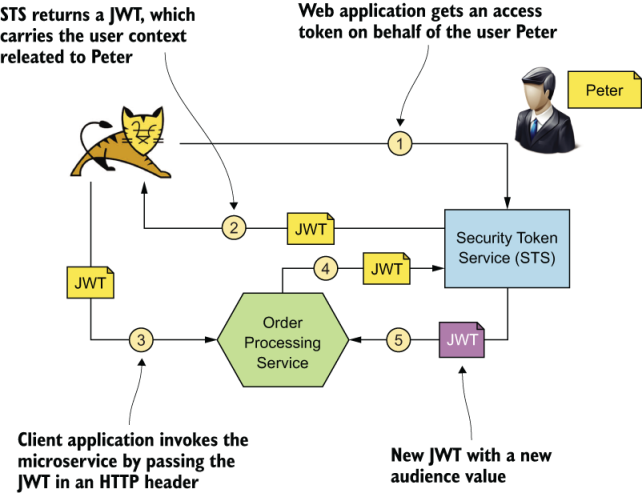 STS returns a JWT, which
carries the user context
releated to Peter
Web application gets an access
token on behalf of the user Peter
Peter
1
2
JWT
Security Token
Service (STS)
4
JWT
JWT
3
Order
Processing
Service
5
JWT
Client application invokes the
microservice by passing the
JWT in an HTTP header
New JWT with a new
audience value